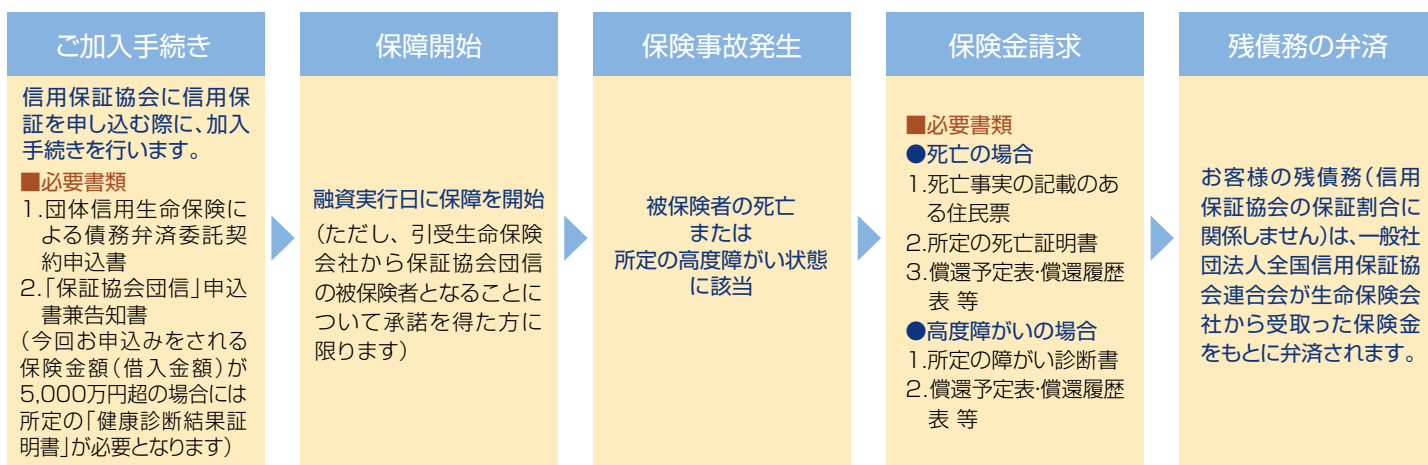 ご加入手続き
信用保証協会に信用保
証を申し込む際に、加入
手続きを行います。
■必要書類
1.団体信用生命保険に
よる債務弁済委託契
約申込書
2.「保証協会団信」申込
書兼告知書
(今回お申込みをされる
保険金額(借入金額)が
5,000万円超の場合には
所定の「健康診断結果証
明書」が必要となります)
保障開始
融資実行日に保障を開始
(ただし、引受生命保険
会社から保証協会団信
の被保険者となることに
ついて承諾を得た方に
限ります)
保険事故発生
被保険者の死亡
または
所定の高度障がい状態
に該当
保険金請求
■必要書類
●死亡の場合
1.死亡事実の記載のあ
る住民票
2.所定の死亡証明書
3.償還予定表・償還履歴
表 等
●高度障がいの場合
1.所定の障がい診断書
2.償還予定表・償還履歴
表 等
残債務の弁済
お客様の残債務(信用
保証協会の保証割合に
関係しません)は、一般社
団法人全国信用保証協
会連合会が生命保険会
社から受取った保険金
をもとに弁済されます。